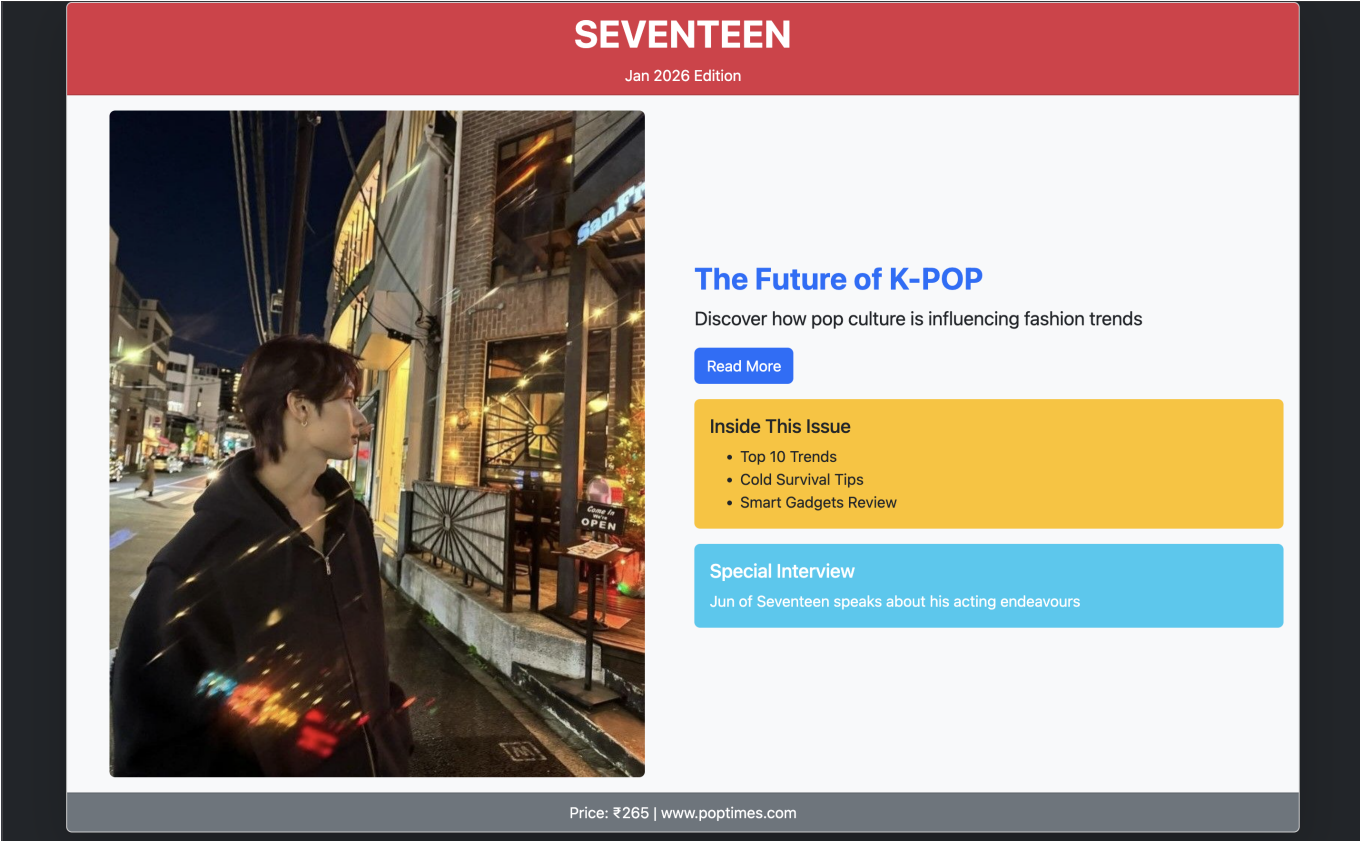 SEVENTEEN
Jan 2026 Edition
San Fr
Come In
We're
OPEN
The Future of K-POP
Discover how pop culture is influencing fashion trends
Read More
Inside This Issue
• Top 10 Trends
• Cold Survival Tips
• Smart Gadgets Review
Special Interview
Jun of Seventeen speaks about his acting endeavours
Price: ₹265 | www.poptimes.com